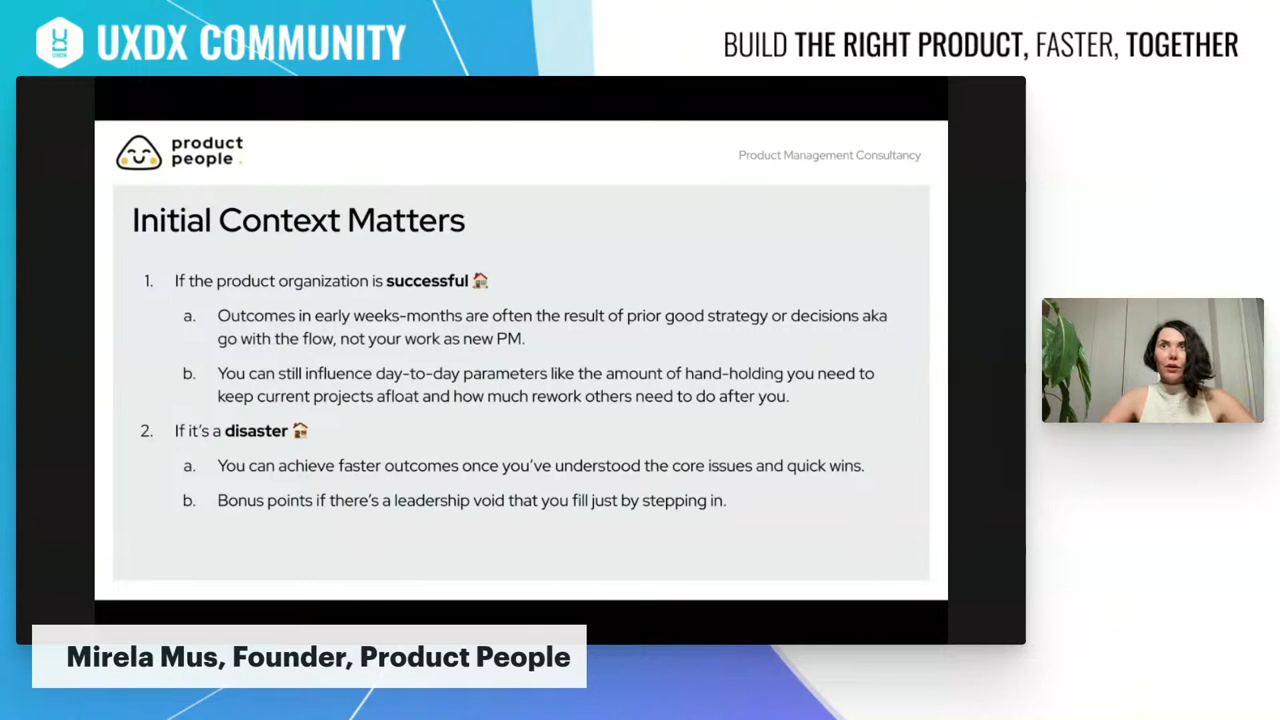 UXDX COMMUNITY
BUILD THE RIGHT PRODUCT, FASTER, TOGETHER
product
people.
Product Management Consultancy
Initial Context Matters
1. If the product organization is successful 🏠
a. Outcomes in early weeks-months are often the result of prior good strategy or decisions aka
go with the flow, not your work as new PM.
b. You can still influence day-to-day parameters like the amount of hand-holding you need to
keep current projects afloat and how much rework others need to do after you.
2. If it's a disaster 🏚
a. You can achieve faster outcomes once you've understood the core issues and quick wins.
b. Bonus points if there's a leadership void that you fill just by stepping in.
Mirela Mus, Founder, Product People